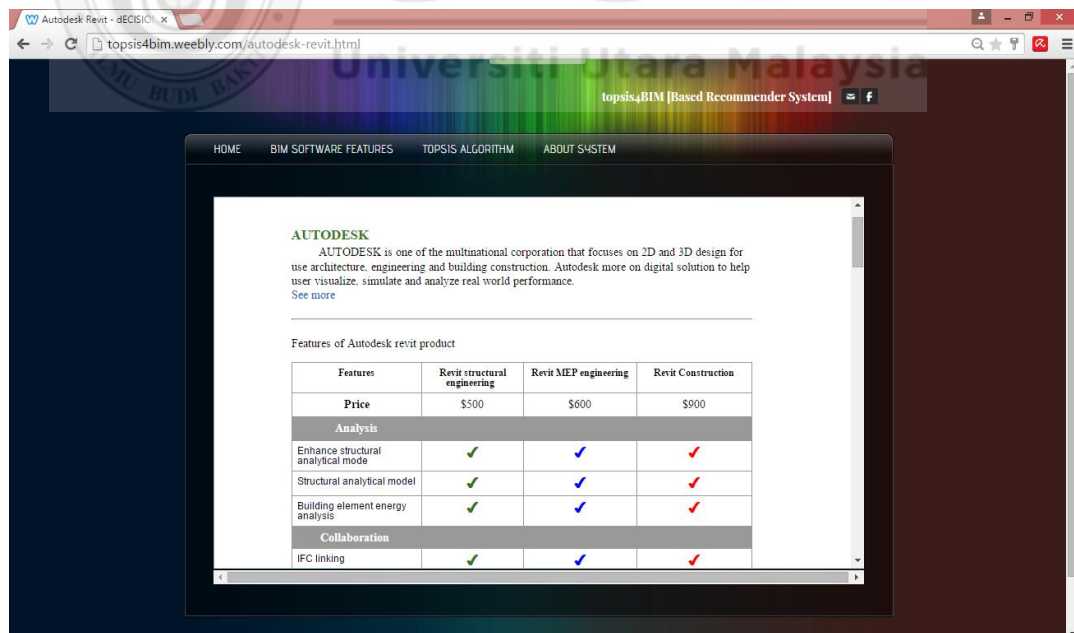 Autodesk Revit - dECISIO
topsis4bim.weebly.com/autodesk-revit.html
Universiti Utara Malaysia
BUDI BAK
topsis4BIM [Based Recommender System]
HOME BIM SOFTWARE FEATURES TOPSIS ALGORITHM ABOUT SYSTEM
AUTODESK
AUTODESK is one of the multinational corporation that focuses on 2D and 3D design for
use architecture, engineering and building construction. Autodesk more on digital solution to help
user visualize, simulate and analyze real world performance.
See more
Features of Autodesk revit product
Features Revit structural engineering Revit MEP engineering Revit Construction
Price $500 $600 $900
Analysis
Enhance structural
analytical mode ✔ ✔ ✔
Structural analytical model ✔ ✔ ✔
Building element energy
analysis ✔ ✔ ✔
Collaboration
IFC linking ✔ ✔ ✔